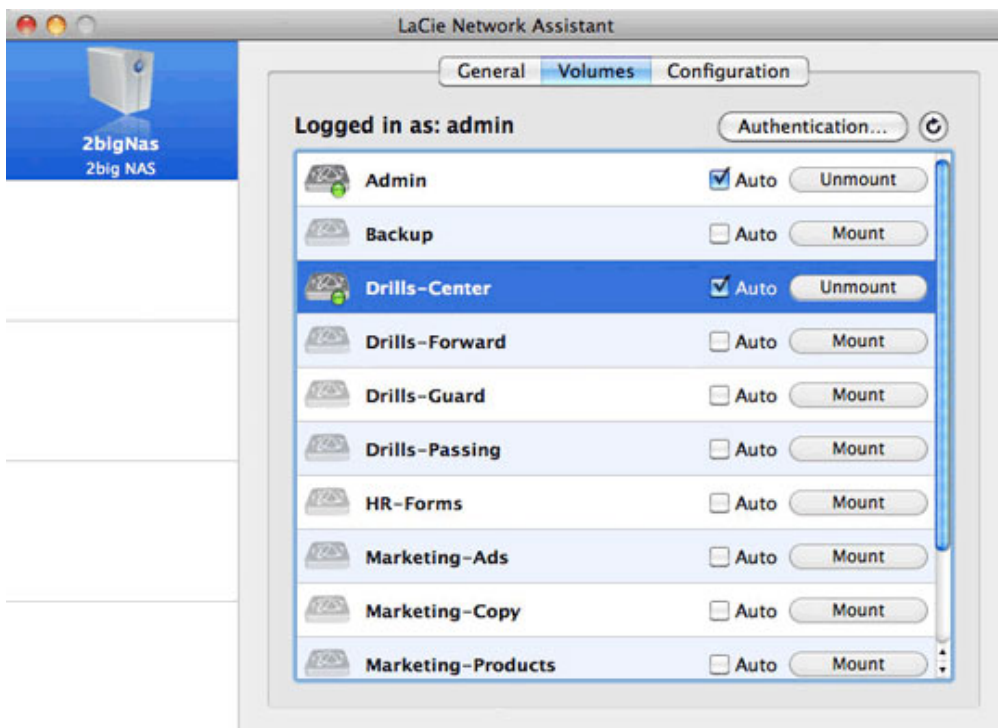 LaCie Network Assistant
2bigNas
2big NAS
General Volumes Configuration
Logged in as: admin Authentication...
Admin Auto Unmount
Backup Auto Mount
Drills-Center Auto Unmount
Drills-Forward Auto Mount
Drills-Guard Auto Mount
Drills-Passing Auto Mount
HR-Forms Auto Mount
Marketing-Ads Auto Mount
Marketing-Copy Auto Mount
Marketing-Products Auto Mount